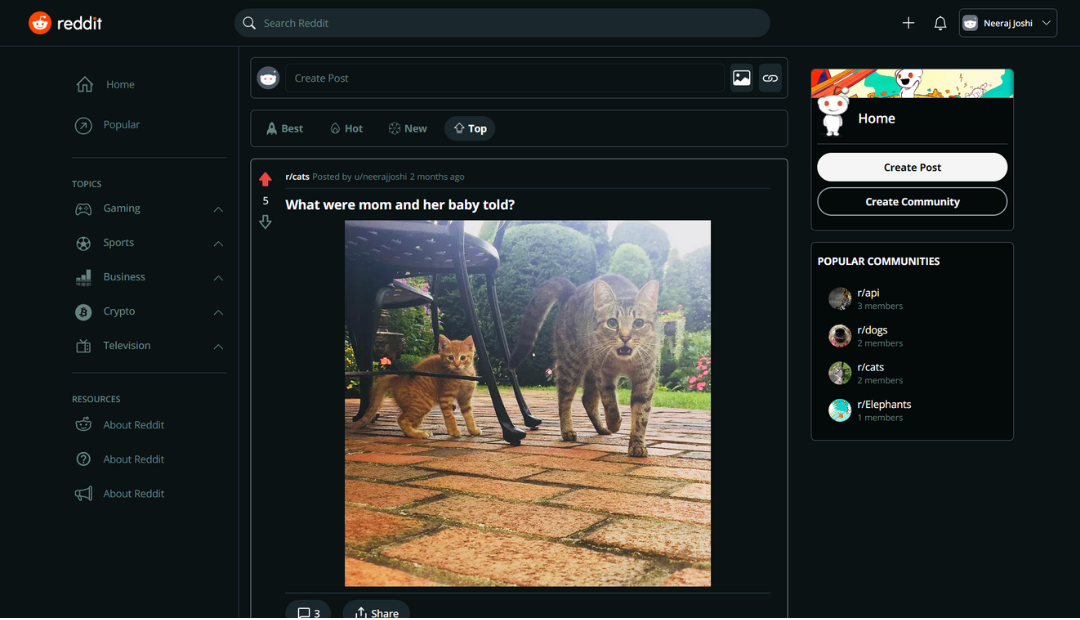 reddit
Search Reddit
Neeraj Joshi
Home
Popular
TOPICS
Gaming
Sports
Business
Crypto
Television
RESOURCES
About Reddit
About Reddit
About Reddit
Create Post
Best
Hot
New
Top
r/cats Posted by u/neerajjoshi 2 months ago
5
What were mom and her baby told?
3
Share
Home
Create Post
Create Community
POPULAR COMMUNITIES
r/api
3 members
r/dogs
2 members
r/cats
2 members
r/Elephants
1 members